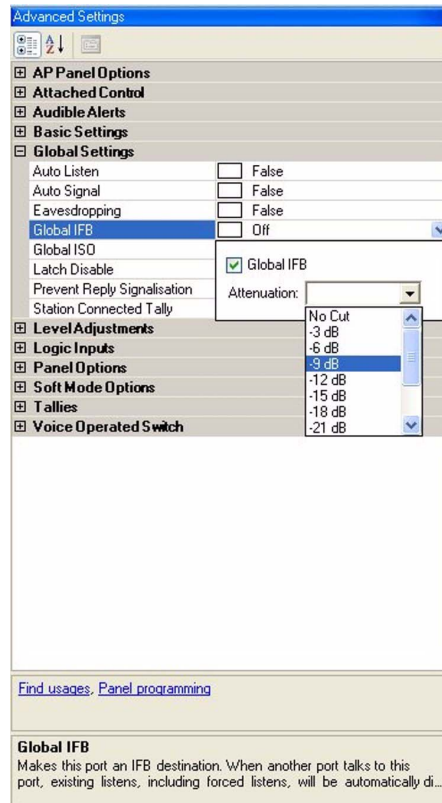 Advanced Settings
AP Panel Options
Attached Control
Audible Alerts
Basic Settings
Global Settings
Auto Listen False
Auto Signal False
Eavesdropping False
Global IFB Off
Global ISO
Global IFB
Latch Disable
Prevent Reply Signalisation
Attenuation:
Station Connected Tally
No Cut
-3 dB
-6 dB
-9 dB
-12 dB
-15 dB
-18 dB
-21 dB
Level Adjustments
Logic Inputs
Panel Options
Soft Mode Options
Tallies
Voice Operated Switch
Find usages, Panel programming
Global IFB
Makes this port an IFB destination. When another port talks to this
port, existing listens, including forced listens, will be automatically di...